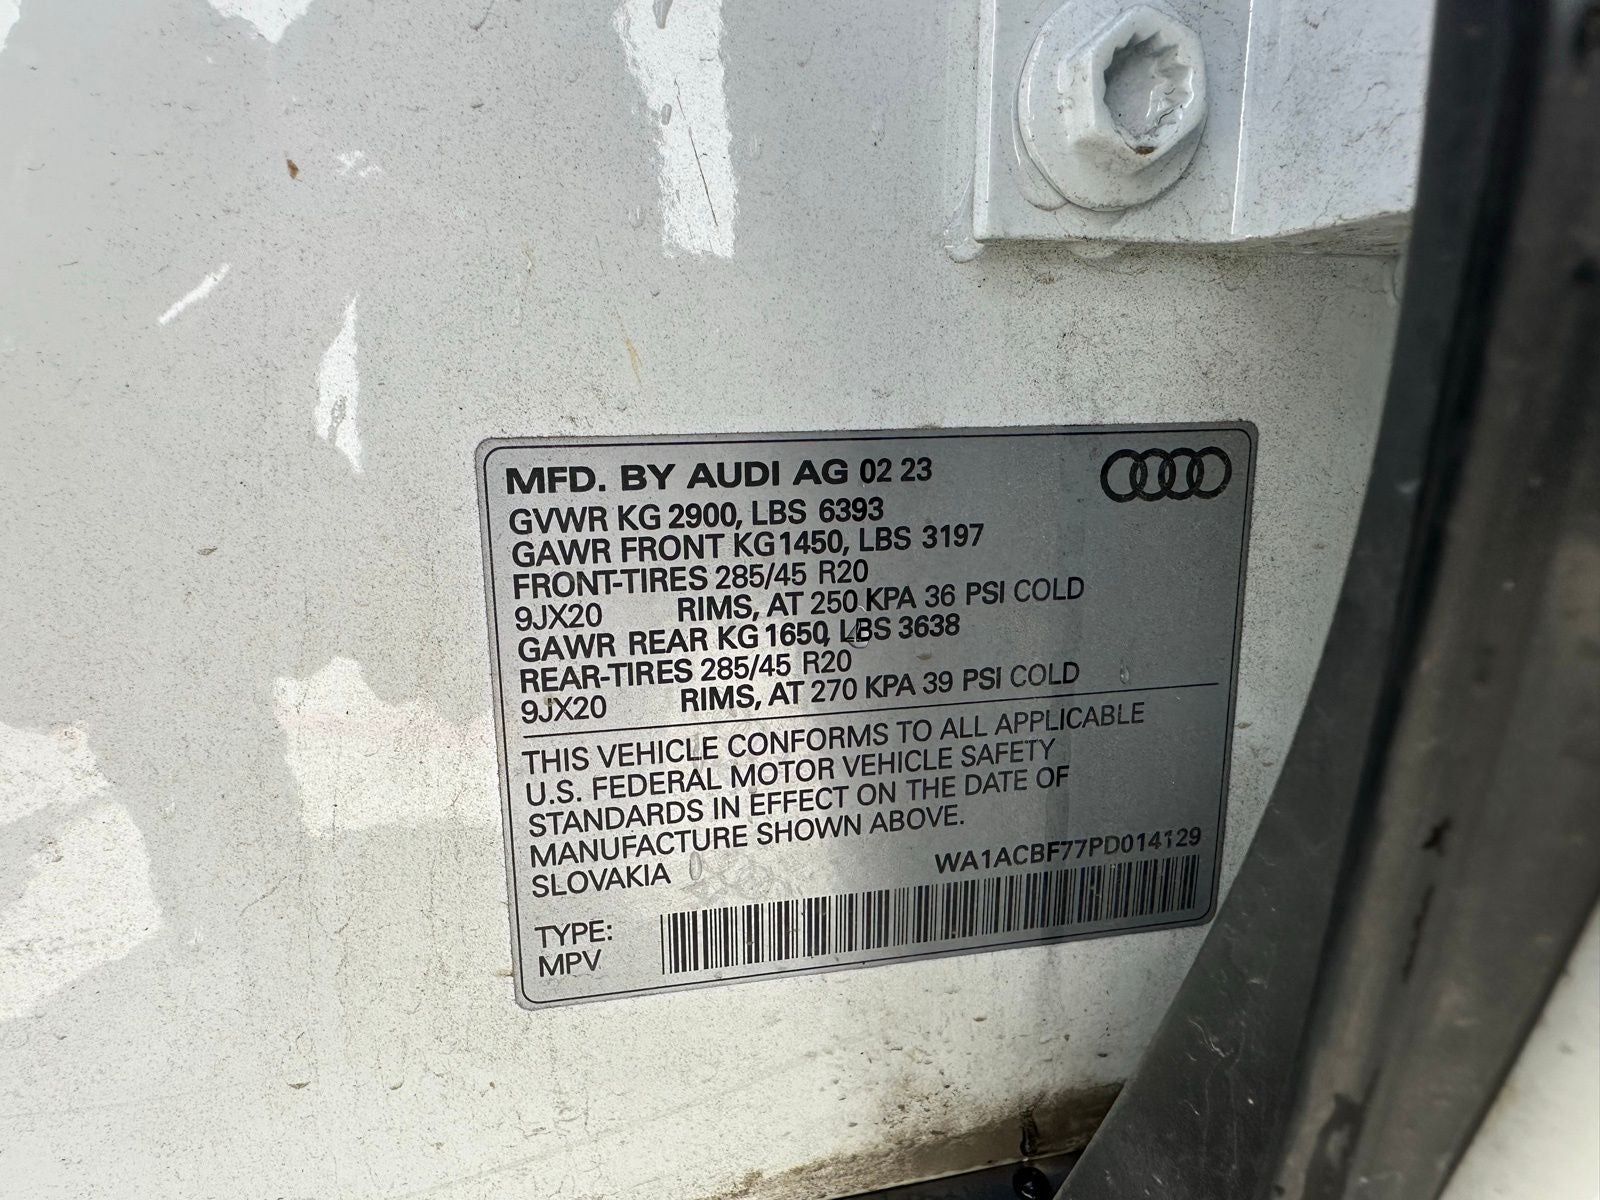 MFD. BY AUDI AG 02 23
GVWR KG 2900, LBS 6393
GAWR FRONT KG1450, LBS 3197
FRONT-TIRES 285/45 R20
9JX20 RIMS, AT 250 KPA 36 PSI COLD
GAWR REAR KG 1650, LBS 3638
REAR-TIRES 285/45 R20
9JX20 RIMS, AT 270 KPA 39 PSI COLD
THIS VEHICLE CONFORMS TO ALL APPLICABLE
U.S. FEDERAL MOTOR VEHICLE SAFETY
STANDARDS IN EFFECT ON THE DATE OF
MANUFACTURE SHOWN ABOVE.
SLOVAKIA
WA1ACBF77PD014129
TYPE:
MPV